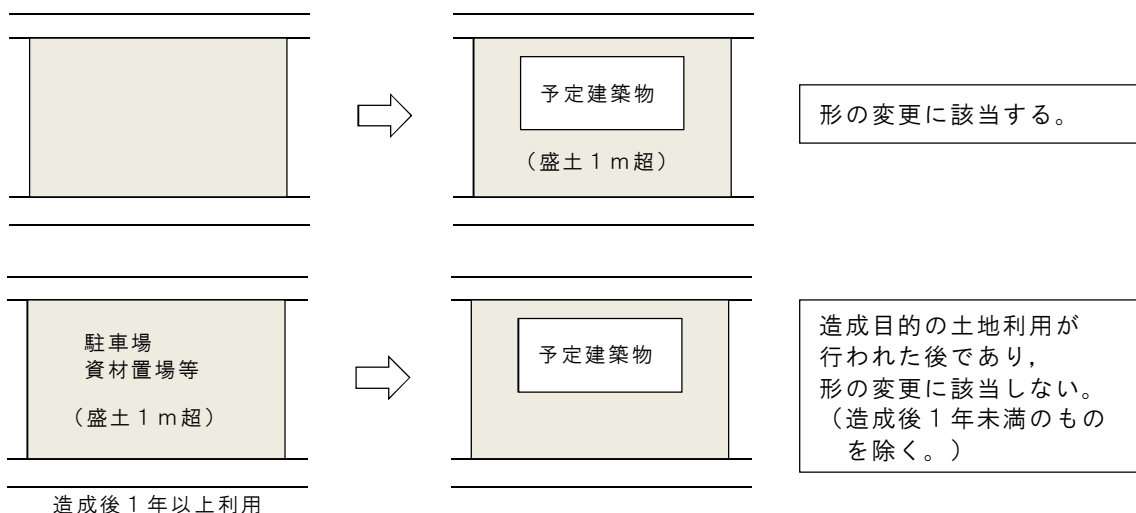 予定建築物
（盛土１ｍ超）
形の変更に該当する。
駐車場
資材置場等
（盛土１ｍ超）
造成後１年以上利用
予定建築物
造成目的の土地利用が
行われた後であり，
形の変更に該当しない。
（造成後１年未満のもの
を除く。）